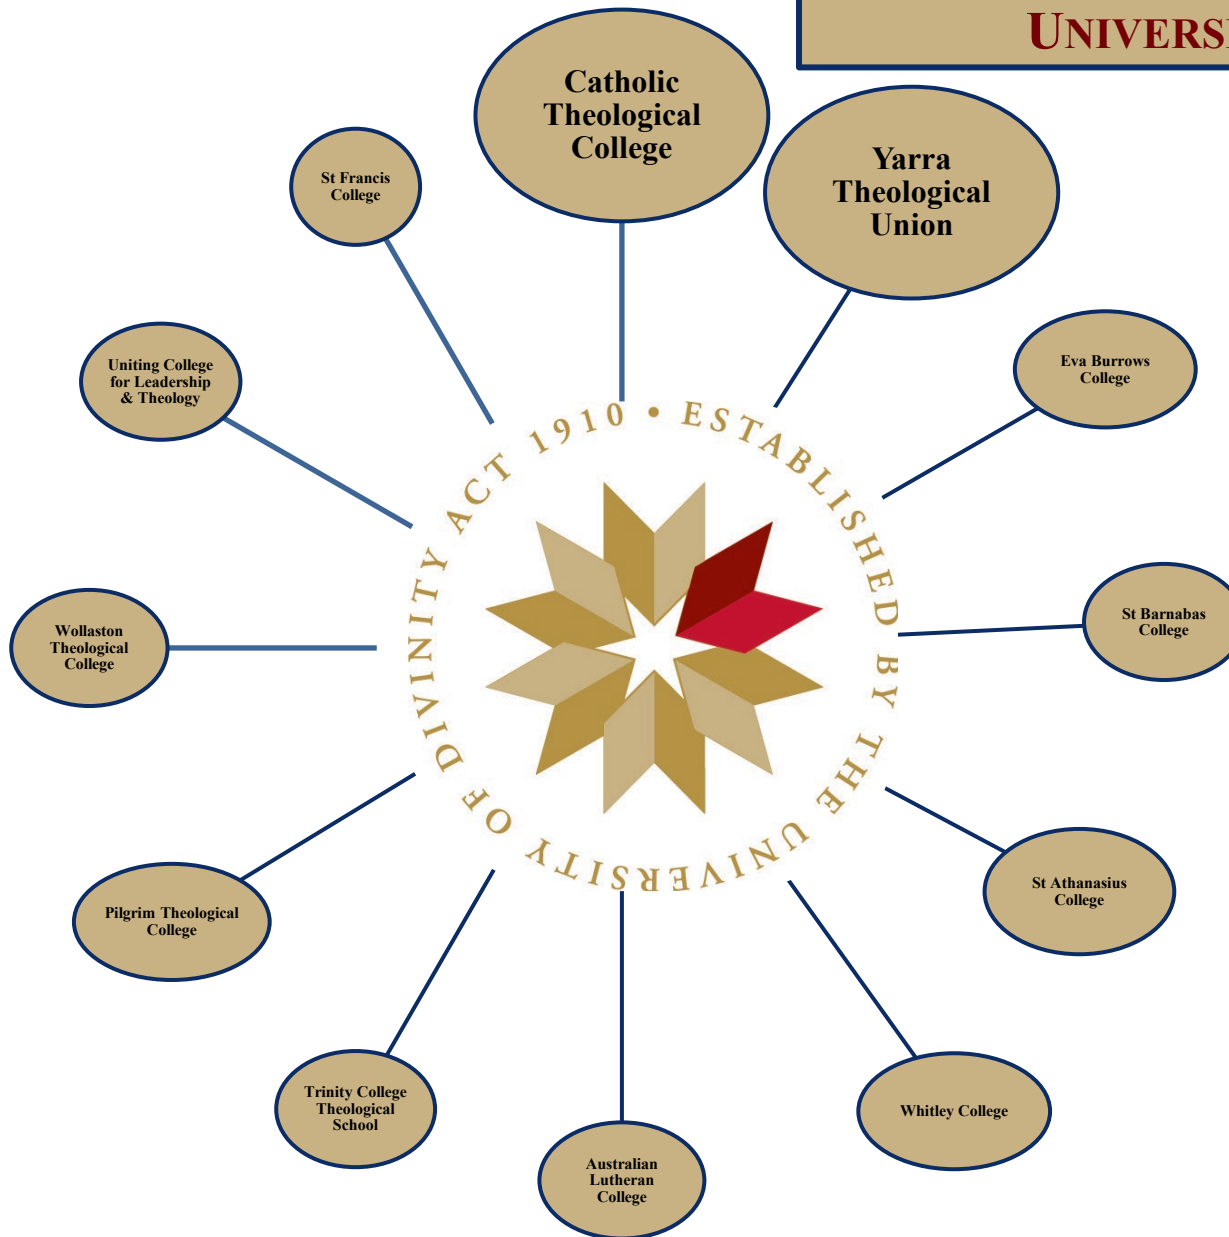 UNIVERSI
Catholic
Theological
College
Yarra
Theological
Union
St Francis
College
Eva Burrows
College
Uniting College
for Leadership
& Theology
St Barnabas
College
Wollaston
Theological
College
ESTABLISHED BY THE UNIVERSITY OF DIVINITY ACT 1910 •
St Athanasius
College
Pilgrim Theological
College
Trinity College
Theological
School
Whitley College
Australian
Lutheran
College